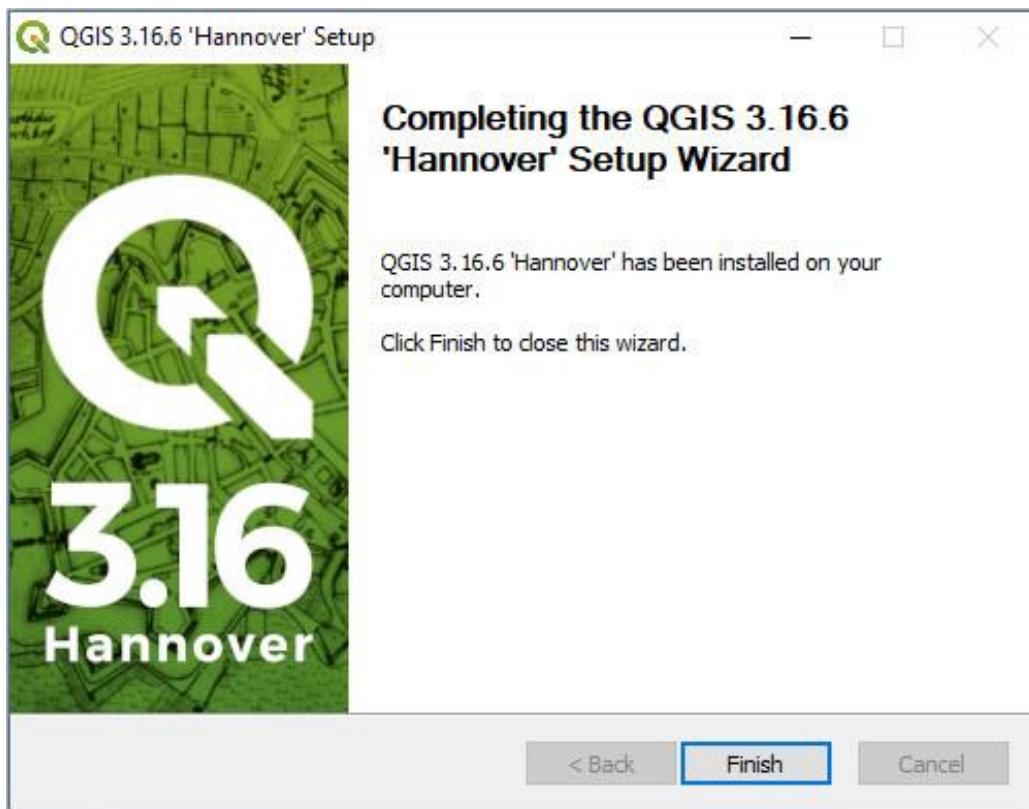 QGIS 3.16.6 'Hannover' Setup
Completing the QGIS 3.16.6
'Hannover' Setup Wizard
QGIS 3.16.6 'Hannover' has been installed on your
computer.
Click Finish to close this wizard.
3.16
Hannover
< Back
Finish
Cancel